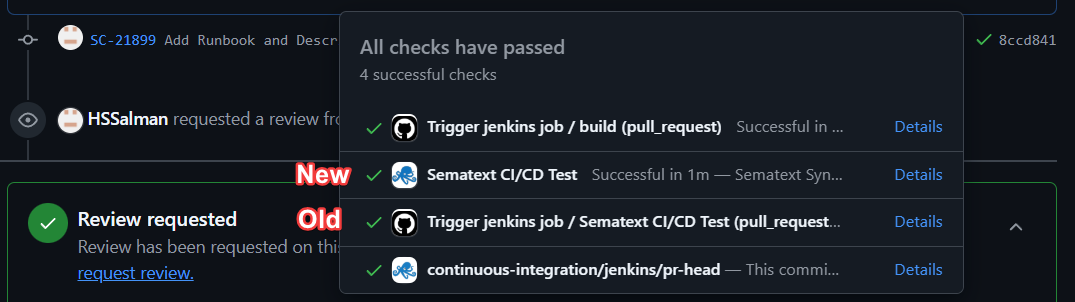 All checks have passed
4 successful checks
SC-21899 Add Runbook and Descr
8ccd841
HSSalman requested a review fro
Trigger jenkins job / build (pull_request) Successful in ... Details
New Sematext CI/CD Test Successful in 1m — Sematext Syn... Details
Old Trigger jenkins job / Sematext CI/CD Test (pull_request... Details
continuous-integration/jenkins/pr-head — This commi... Details
Review requested
Review has been requested on this
request review.